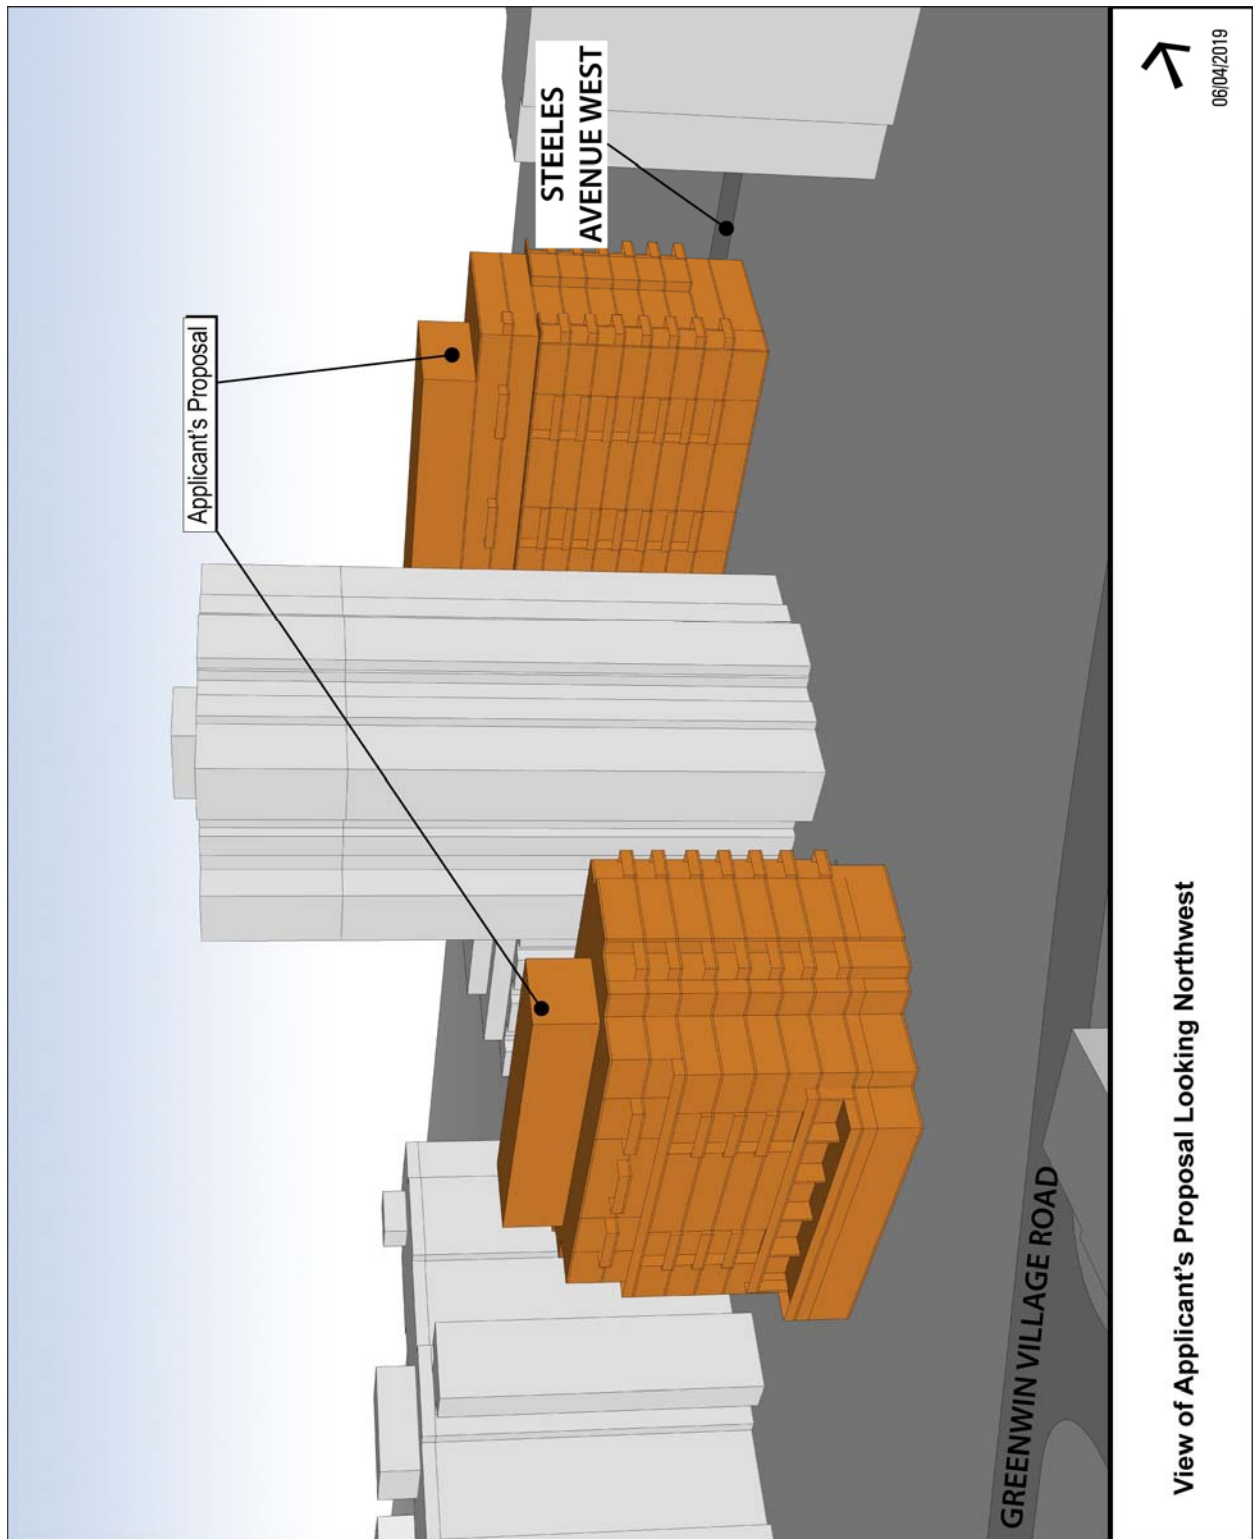 Applicant's Proposal
STEELES
AVENUE WEST
GREENWIN VILLAGE ROAD
View of Applicant's Proposal Looking Northwest
06/04/2019